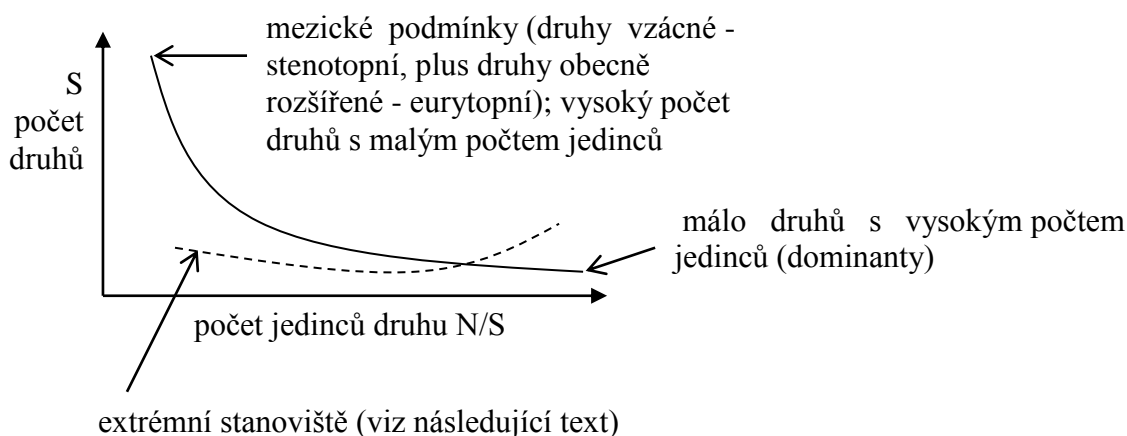 mezické podmínky (druhy vzácné -
stenotopní, plus druhy obecně
rozšířené - eurytopní); vysoký počet
druhů s malým počtem jedinců
S
počet
druhů
málo druhů s vysokým počtem
jedinců (dominanty)
počet jedinců druhu N/S
extrémní stanoviště (viz následující text)